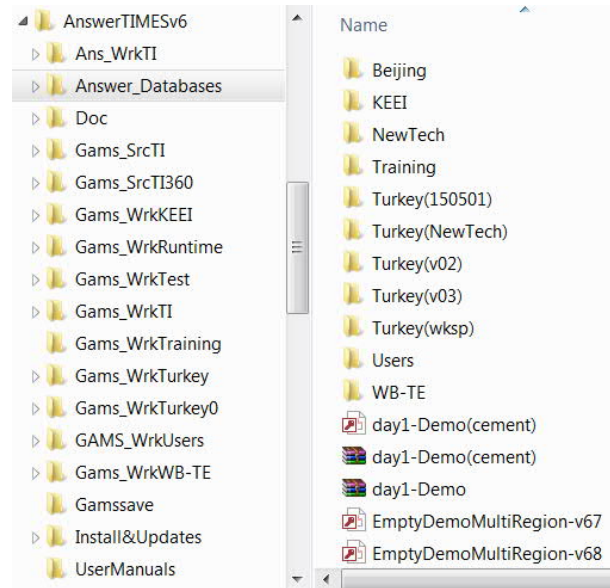 AnswerTIMESv6
Ans_WrkTI
Answer_Databases
Doc
Gams_SrcTI
Gams_SrcTI360
Gams_WrkKEEI
Gams_WrkRuntime
Gams_WrkTest
Gams_WrkTI
Gams_WrkTraining
Gams_WrkTurkey
Gams_WrkTurkey0
GAMS_WrkUsers
Gams_WrkWB-TE
Gamssave
Install&Updates
UserManuals
Name
Beijing
KEEI
NewTech
Training
Turkey(150501)
Turkey(NewTech)
Turkey(v02)
Turkey(v03)
Turkey(wksp)
Users
WB-TE
day1-Demo(cement)
day1-Demo(cement)
day1-Demo
EmptyDemoMultiRegion-v67
EmptyDemoMultiRegion-v68